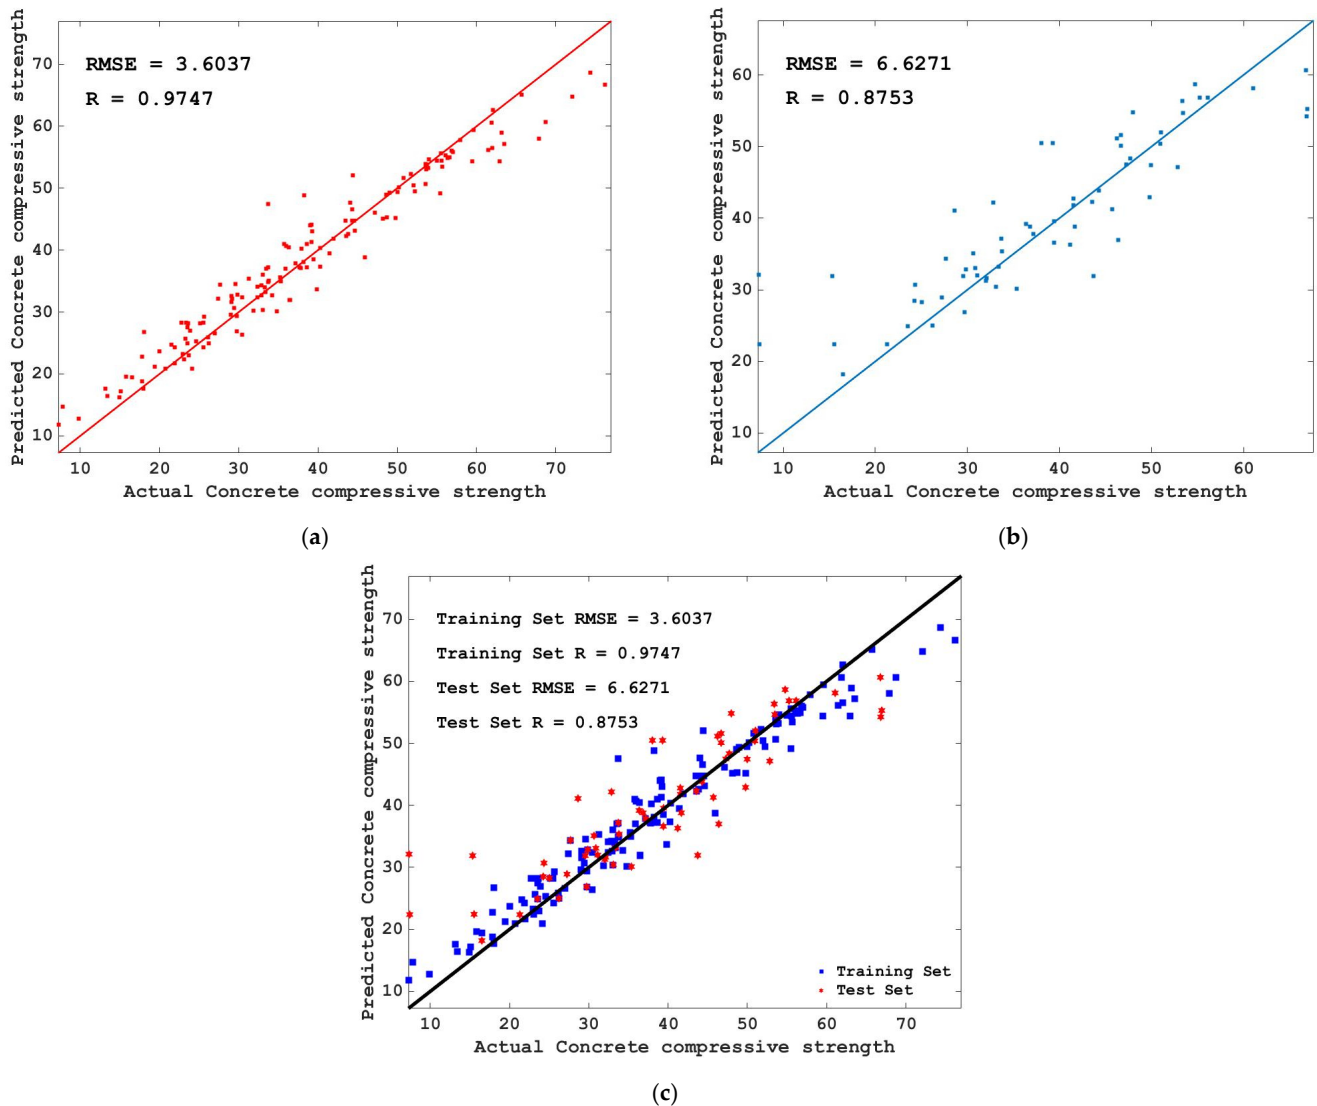 RMSE = 3.6037
R = 0.9747
Predicted Concrete compressive strength
70
60
50
40
30
20
10
10 20 30 40 50 60 70
Actual Concrete compressive strength
(a)
RMSE = 6.6271
R = 0.8753
Predicted Concrete compressive strength
60
50
40
30
20
10
10 20 30 40 50 60
Actual Concrete compressive strength
(b)
Training Set RMSE = 3.6037
Training Set R = 0.9747
Test Set RMSE = 6.6271
Test Set R = 0.8753
Predicted Concrete compressive strength
70
60
50
40
30
20
10
Training Set
Test Set
10 20 30 40 50 60 70
Actual Concrete compressive strength
(c)